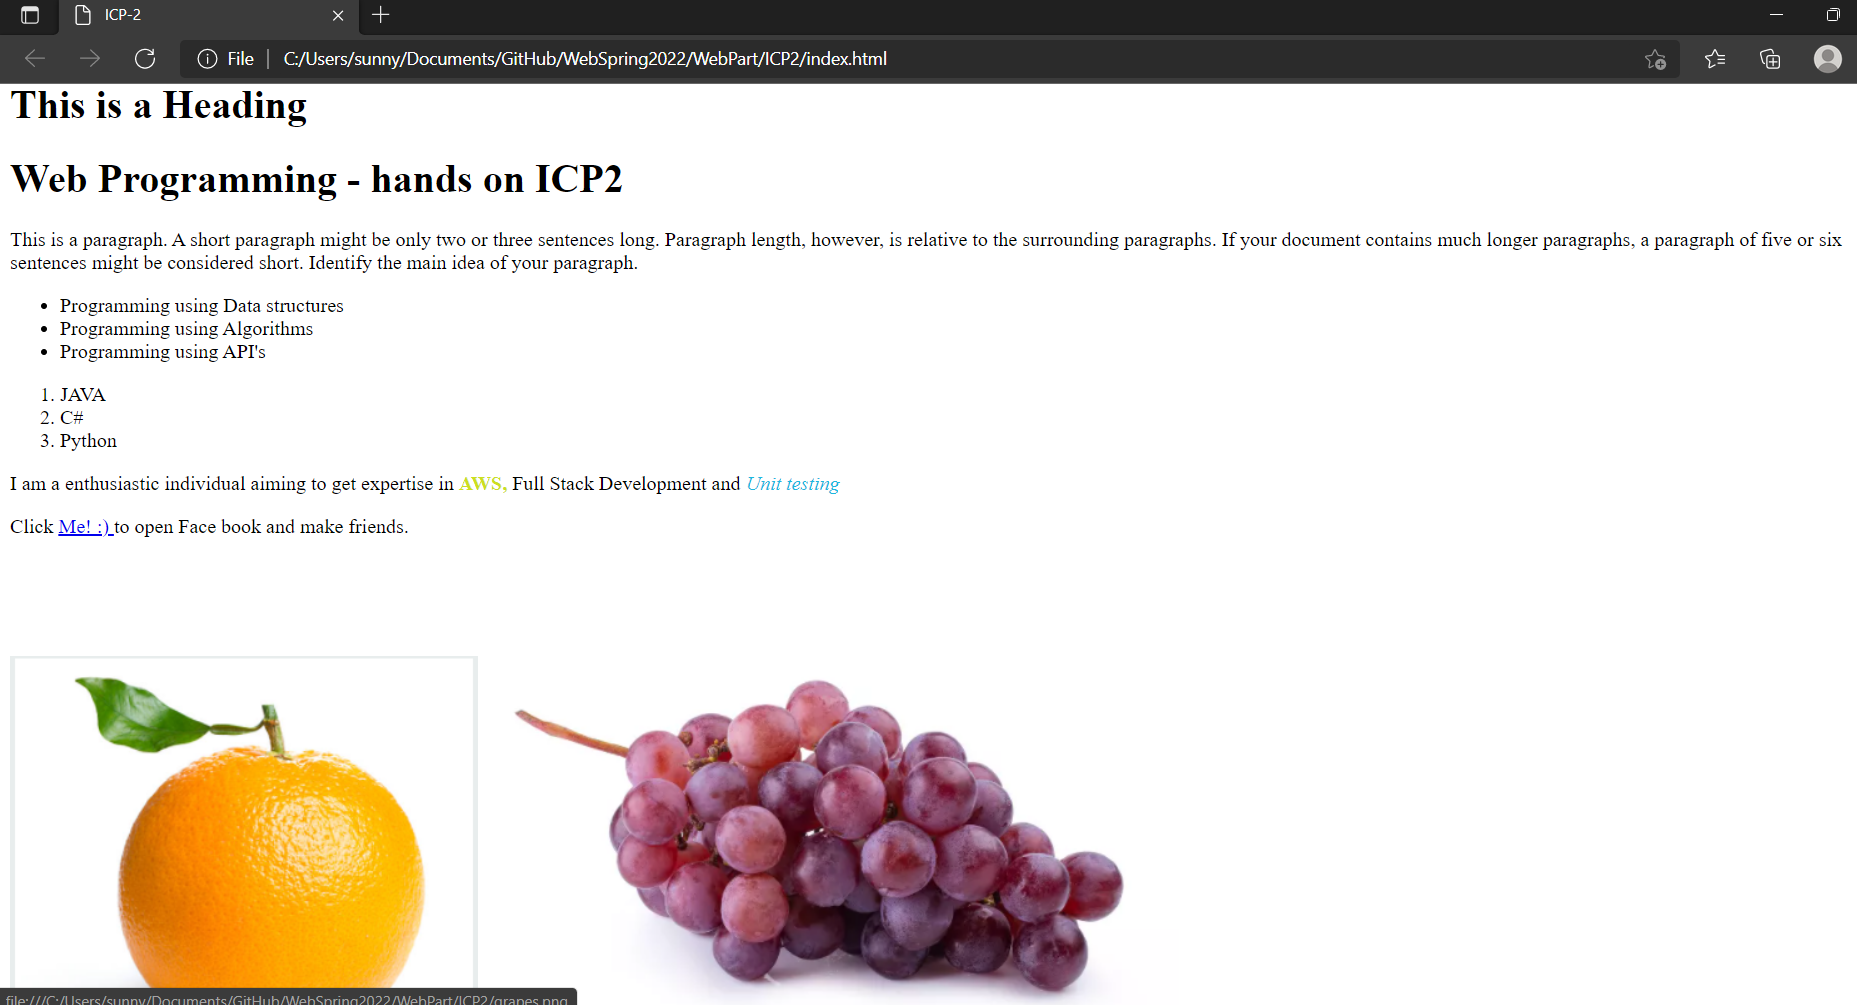 ICP-2
File
C:/Users/sunny/Documents/GitHub/WebSpring2022/WebPart/ICP2/index.html
This is a Heading
Web Programming - hands on ICP2
This is a paragraph. A short paragraph might be only two or three sentences long. Paragraph length, however, is relative to the surrounding paragraphs. If your document contains much longer paragraphs, a paragraph of five or six
sentences might be considered short. Identify the main idea of your paragraph.
• Programming using Data structures
• Programming using Algorithms
• Programming using API's
1. JAVA
2. C#
3. Python
I am a enthusiastic individual aiming to get expertise in AWS, Full Stack Development and Unit testing
Click Me! :) to open Face book and make friends.
file:///C:/Users/sunny/Documents/GitHub/WebSpring2022/WebPart/ICP2/grapes.png